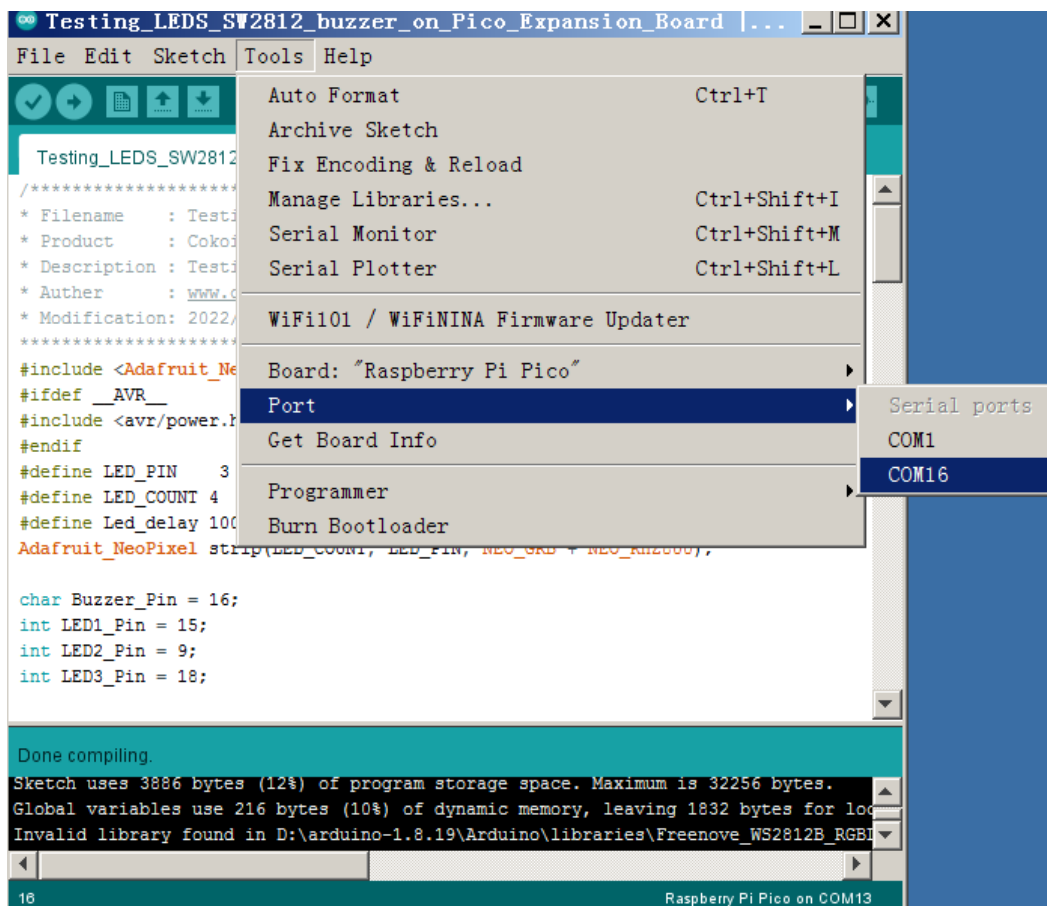 Testing_LEDS_SW2812_buzzer_on_Pico_Expansion_Board | ...
File Edit Sketch Tools Help
Auto Format Ctrl+T
Archive Sketch
Fix Encoding & Reload
Manage Libraries... Ctrl+Shift+I
Serial Monitor Ctrl+Shift+M
Serial Plotter Ctrl+Shift+L
WiFi101 / WiFiNINA Firmware Updater
Board: "Raspberry Pi Pico"
Port
Get Board Info
Programmer
Burn Bootloader
Serial ports
COM1
COM16
Testing_LEDS_SW2812
/********************
* Filename : Testi
* Product : Cokoi
* Description : Testi
* Auther : www.c
* Modification: 2022/
*********************
#include <Adafruit_Ne
#ifdef __AVR__
#include <avr/power.h
#endif
#define LED_PIN 3
#define LED_COUNT 4
#define Led_delay 100
Adafruit_NeoPixel strip(LED_COUNT, LED_PIN, NEO_GRB + NEO_KHZ800);
char Buzzer_Pin = 16;
int LED1_Pin = 15;
int LED2_Pin = 9;
int LED3_Pin = 18;
Done compiling.
Sketch uses 3886 bytes (12%) of program storage space. Maximum is 32256 bytes.
Global variables use 216 bytes (10%) of dynamic memory, leaving 1832 bytes for loc
Invalid library found in D:\arduino-1.8.19\Arduino\libraries\Freenove_WS2812B_RGBI
16 Raspberry Pi Pico on COM13